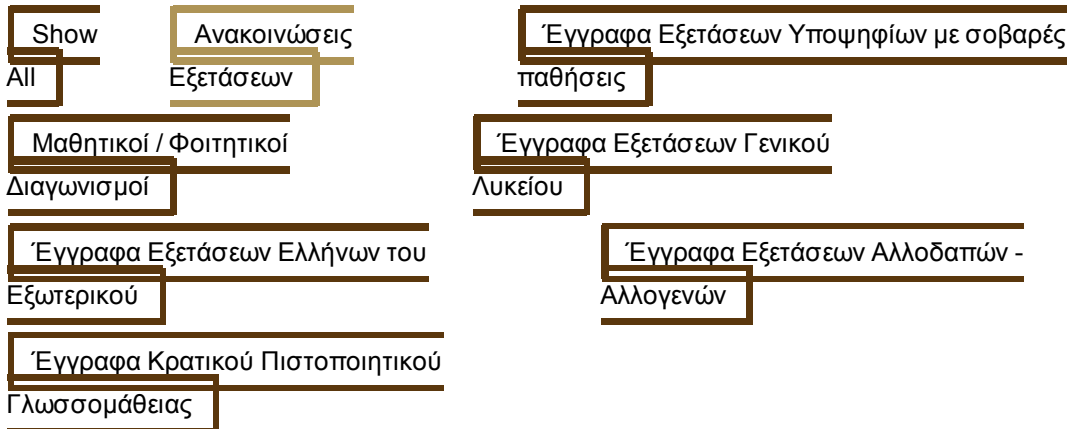 Show All
Ανακοινώσεις Εξετάσεων
Έγγραφα Εξετάσεων Υποψηφίων με σοβαρές
παθήσεις
Μαθητικοί / Φοιτητικοί
Διαγωνισμοί
Έγγραφα Εξετάσεων Γενικού
Λυκείου
Έγγραφα Εξετάσεων Ελλήνων του
Εξωτερικού
Έγγραφα Εξετάσεων Αλλοδαπών -
Αλλογενών
Έγγραφα Κρατικού Πιστοποιητικού
Γλωσσομάθειας